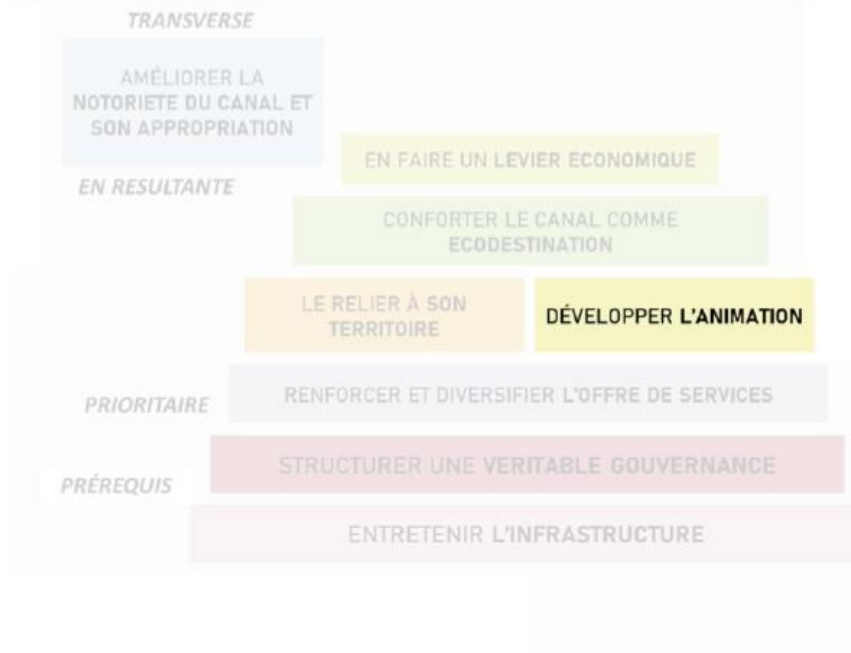 TRANSVERSE
AMÉLIORER LA
NOTORIETE DU CANAL ET
SON APPROPRIATION
EN FAIRE UN LEVIER ECONOMIQUE
EN RESULTANTE
CONFORTER LE CANAL COMME
ECODESTINATION
LE RELIER À SON
TERRITOIRE
DÉVELOPPER L'ANIMATION
RENFORCER ET DIVERSIFIER L'OFFRE DE SERVICES
PRIORITAIRE
STRUCTURER UNE VERITABLE GOUVERNANCE
PRÉREQUIS
ENTRETENIR L'INFRASTRUCTURE